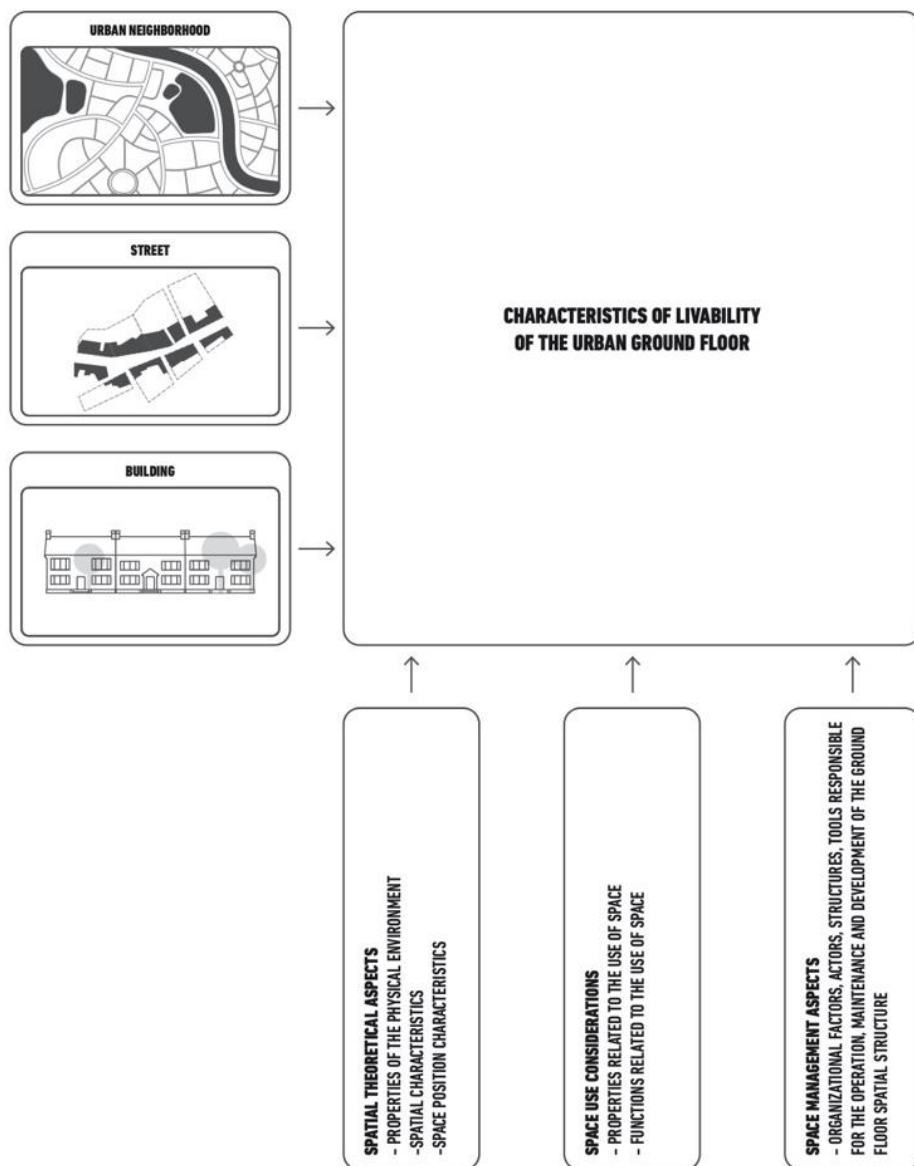 URBAN NEIGHBORHOOD
STREET
CHARACTERISTICS OF LIVABILITY
OF THE URBAN GROUND FLOOR
BUILDING
SPATIAL THEORETICAL ASPECTS
- PROPERTIES OF THE PHYSICAL ENVIRONMENT
-SPATIAL CHARACTERISTICS
-SPACE POSITION CHARACTERISTICS
SPACE USE CONSIDERATIONS
- PROPERTIES RELATED TO THE USE OF SPACE
- FUNCTIONS RELATED TO THE USE OF SPACE
SPACE MANAGEMENT ASPECTS
- ORGANIZATIONAL FACTORS, ACTORS, STRUCTURES, TOOLS RESPONSIBLE
FOR THE OPERATION, MAINTENANCE AND DEVELOPMENT OF THE GROUND
FLOOR SPATIAL STRUCTURE